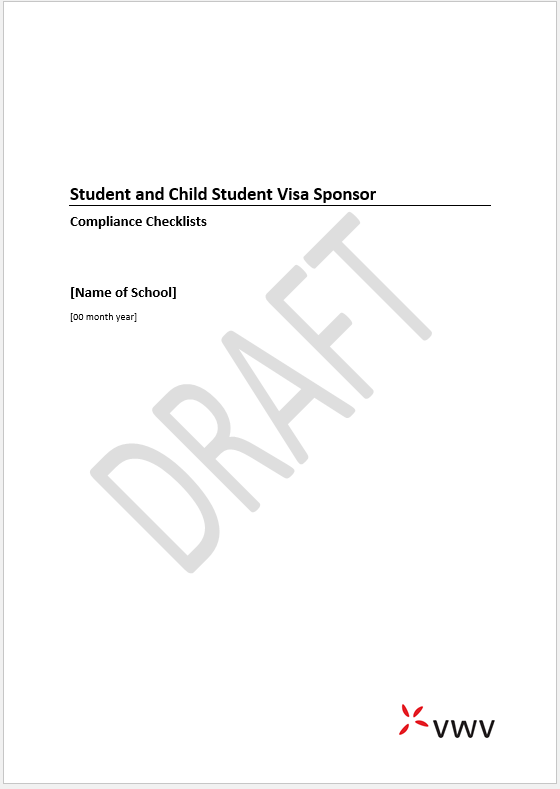 Student and Child Student Visa Sponsor
Compliance Checklists
[Name of School]
[00 month year]
DRAFT
VWV